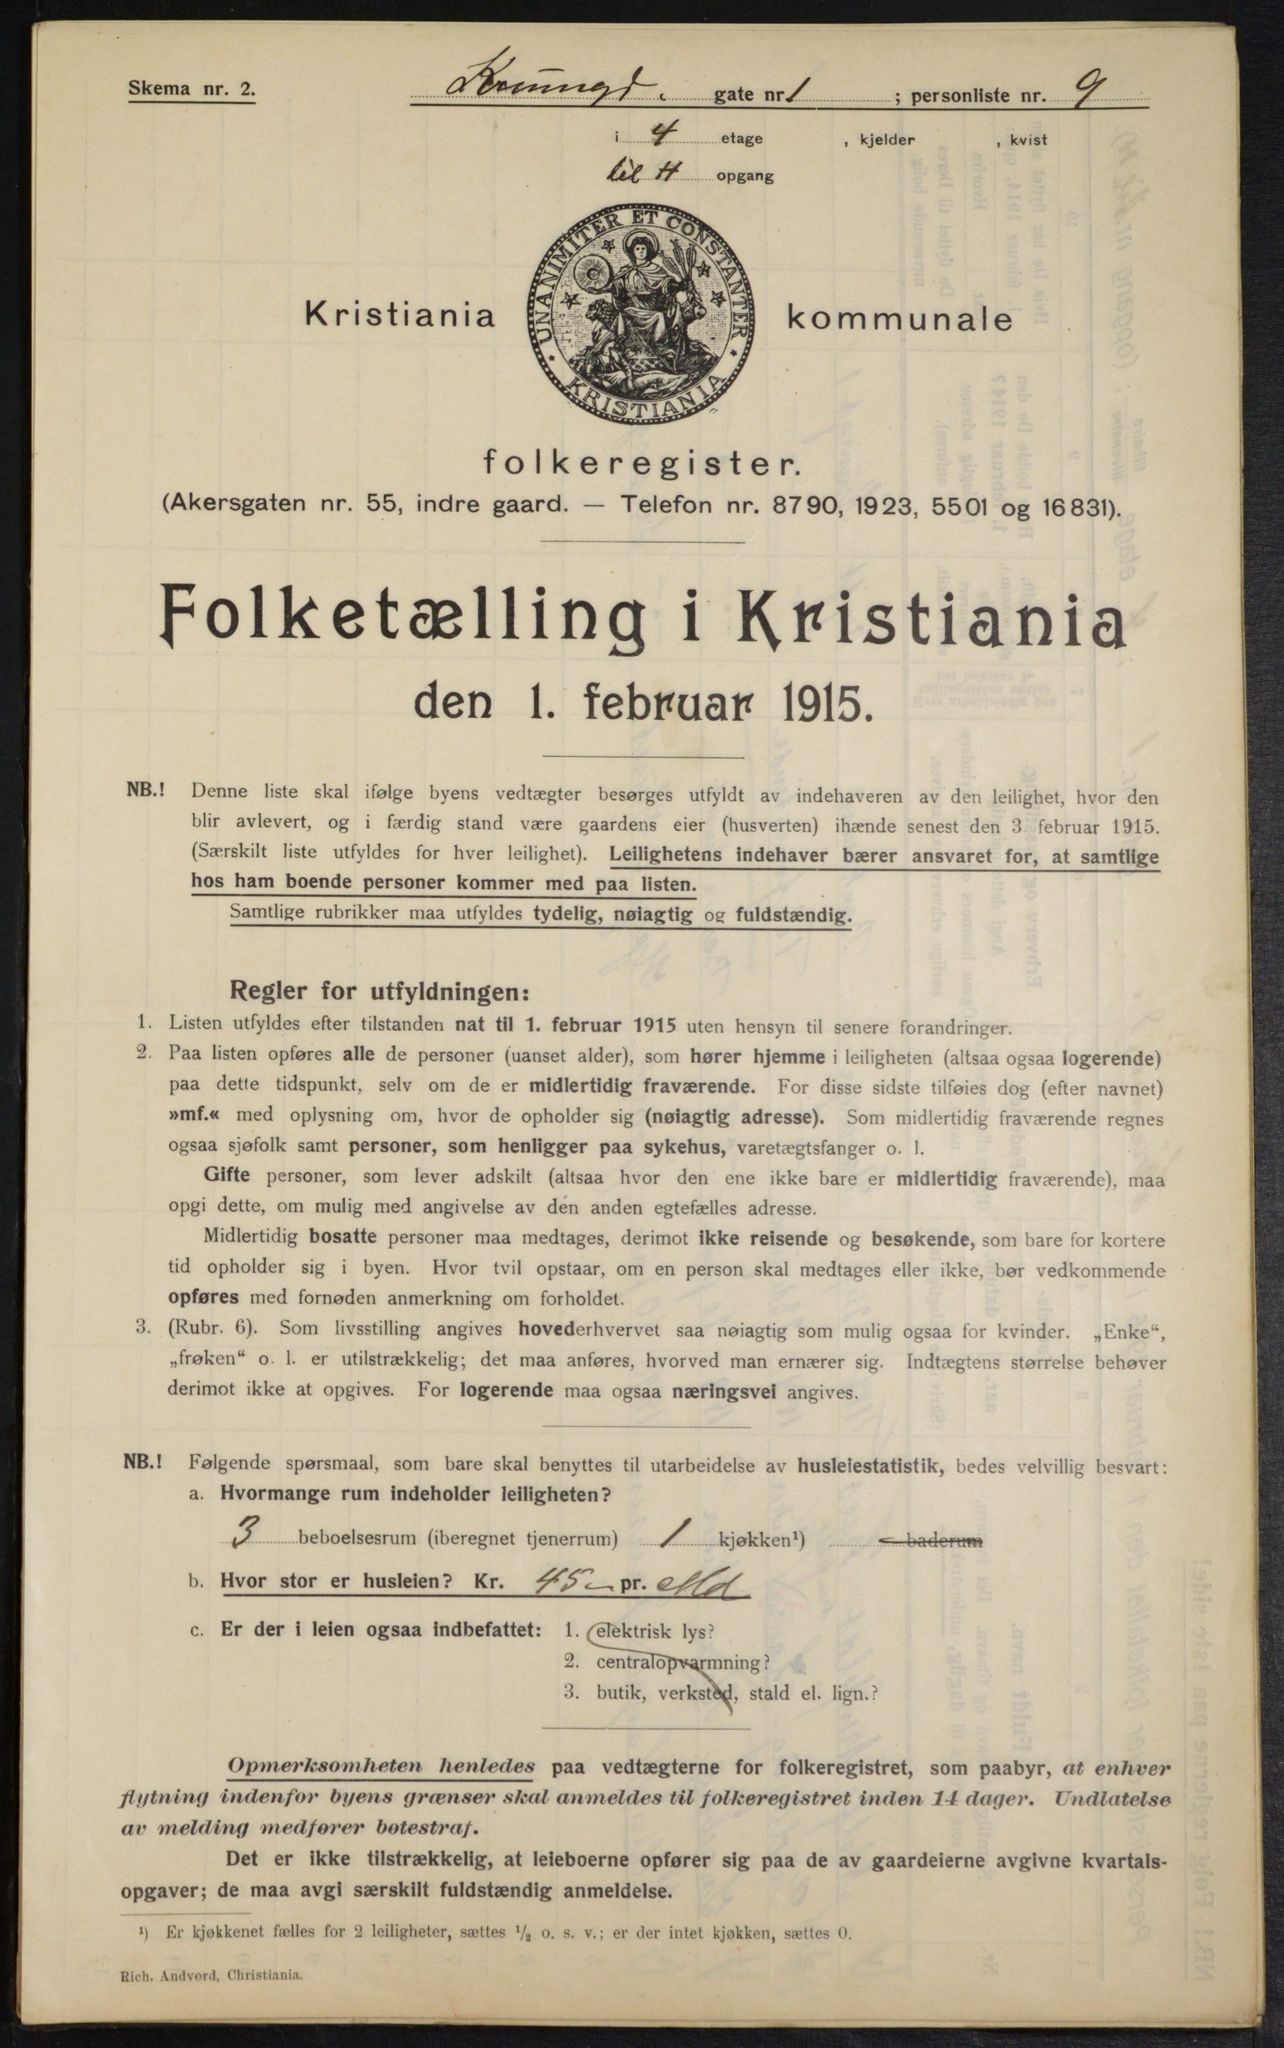 Skema nr. 2.
gate nr. 1 ; personliste nr. 9
i 4 etage , kjelder , kvist
til H opgang
UNANIMITER ET CONSTANTER
KRISTIANIA
Kristiania kommunale
folkeregister.
(Akersgaten nr. 55, indre gaard. — Telefon nr. 8790, 1923, 5501 og 16831).
Folketælling i Kristiania
den 1. februar 1915.
NB.! Denne liste skal ifølge byens vedtægter besørges utfyldt av indehaveren av den leilighet, hvor den
blir avlevert, og i færdig stand være gaardens eier (husverten) ihænde senest den 3 februar 1915.
(Særskilt liste utfyldes for hver leilighet). Leilighetens indehaver bærer ansvaret for, at samtlige
hos ham boende personer kommer med paa listen.
Samtlige rubrikker maa utfyldes tydelig, nøiagtig og fuldstændig.
Regler for utfyldningen:
1. Listen utfyldes efter tilstanden nat til 1. februar 1915 uten hensyn til senere forandringer.
2. Paa listen opføres alle de personer (uanset alder), som hører hjemme i leiligheten (altsaa ogsaa logerende)
paa dette tidspunkt, selv om de er midlertidig fraværende. For disse sidste tilføies dog (efter navnet)
»mf.« med oplysning om, hvor de opholder sig (nøiagtig adresse). Som midlertidig fraværende regnes
ogsaa sjøfolk samt personer, som henligger paa sykehus, varetægtsfanger o. l.
Gifte personer, som lever adskilt (altsaa hvor den ene ikke bare er midlertidig fraværende), maa
opgi dette, om mulig med angivelse av den anden egtefælles adresse.
Midlertidig bosatte personer maa medtages, derimot ikke reisende og besøkende, som bare for kortere
tid opholder sig i byen. Hvor tvil opstaar, om en person skal medtages eller ikke, bør vedkommende
opføres med fornøden anmerkning om forholdet.
3. (Rubr. 6). Som livsstilling angives hovederhvervet saa nøiagtig som mulig ogsaa for kvinder. „Enke“,
„frøken“ o. l. er utilstrækkelig; det maa anføres, hvorved man ernærer sig. Indtægtens størrelse behøver
derimot ikke at opgives. For logerende maa ogsaa næringsvei angives.
NB.! Følgende spørsmaal, som bare skal benyttes til utarbeidelse av husleiestatistik, bedes velvillig besvart:
a. Hvormange rum indeholder leiligheten?
3 beboelsesrum (iberegnet tjenerrum) 1 kjøkken¹) baderum
b. Hvor stor er husleien? Kr. 45 - pr. Md
c. Er der i leien ogsaa indbefattet: 1. elektrisk lys?
2. centralopvarmning?
3. butik, verksted, stald el. lign.?
Opmerksomheten henledes paa vedtægterne for folkeregistret, som paabyr, at enhver
flytning indenfor byens grænser skal anmeldes til folkeregistret inden 14 dager. Undlatelse
av melding medfører bøtestraf.
Det er ikke tilstrækkelig, at leieboerne opfører sig paa de av gaardeierne avgivne kvartals-
opgaver; de maa avgi særskilt fuldstændig anmeldelse.
¹) Er kjøkkenet fælles for 2 leiligheter, sættes ½ o. s. v.; er der intet kjøkken, sættes 0.
Rich. Andvord, Christiania.